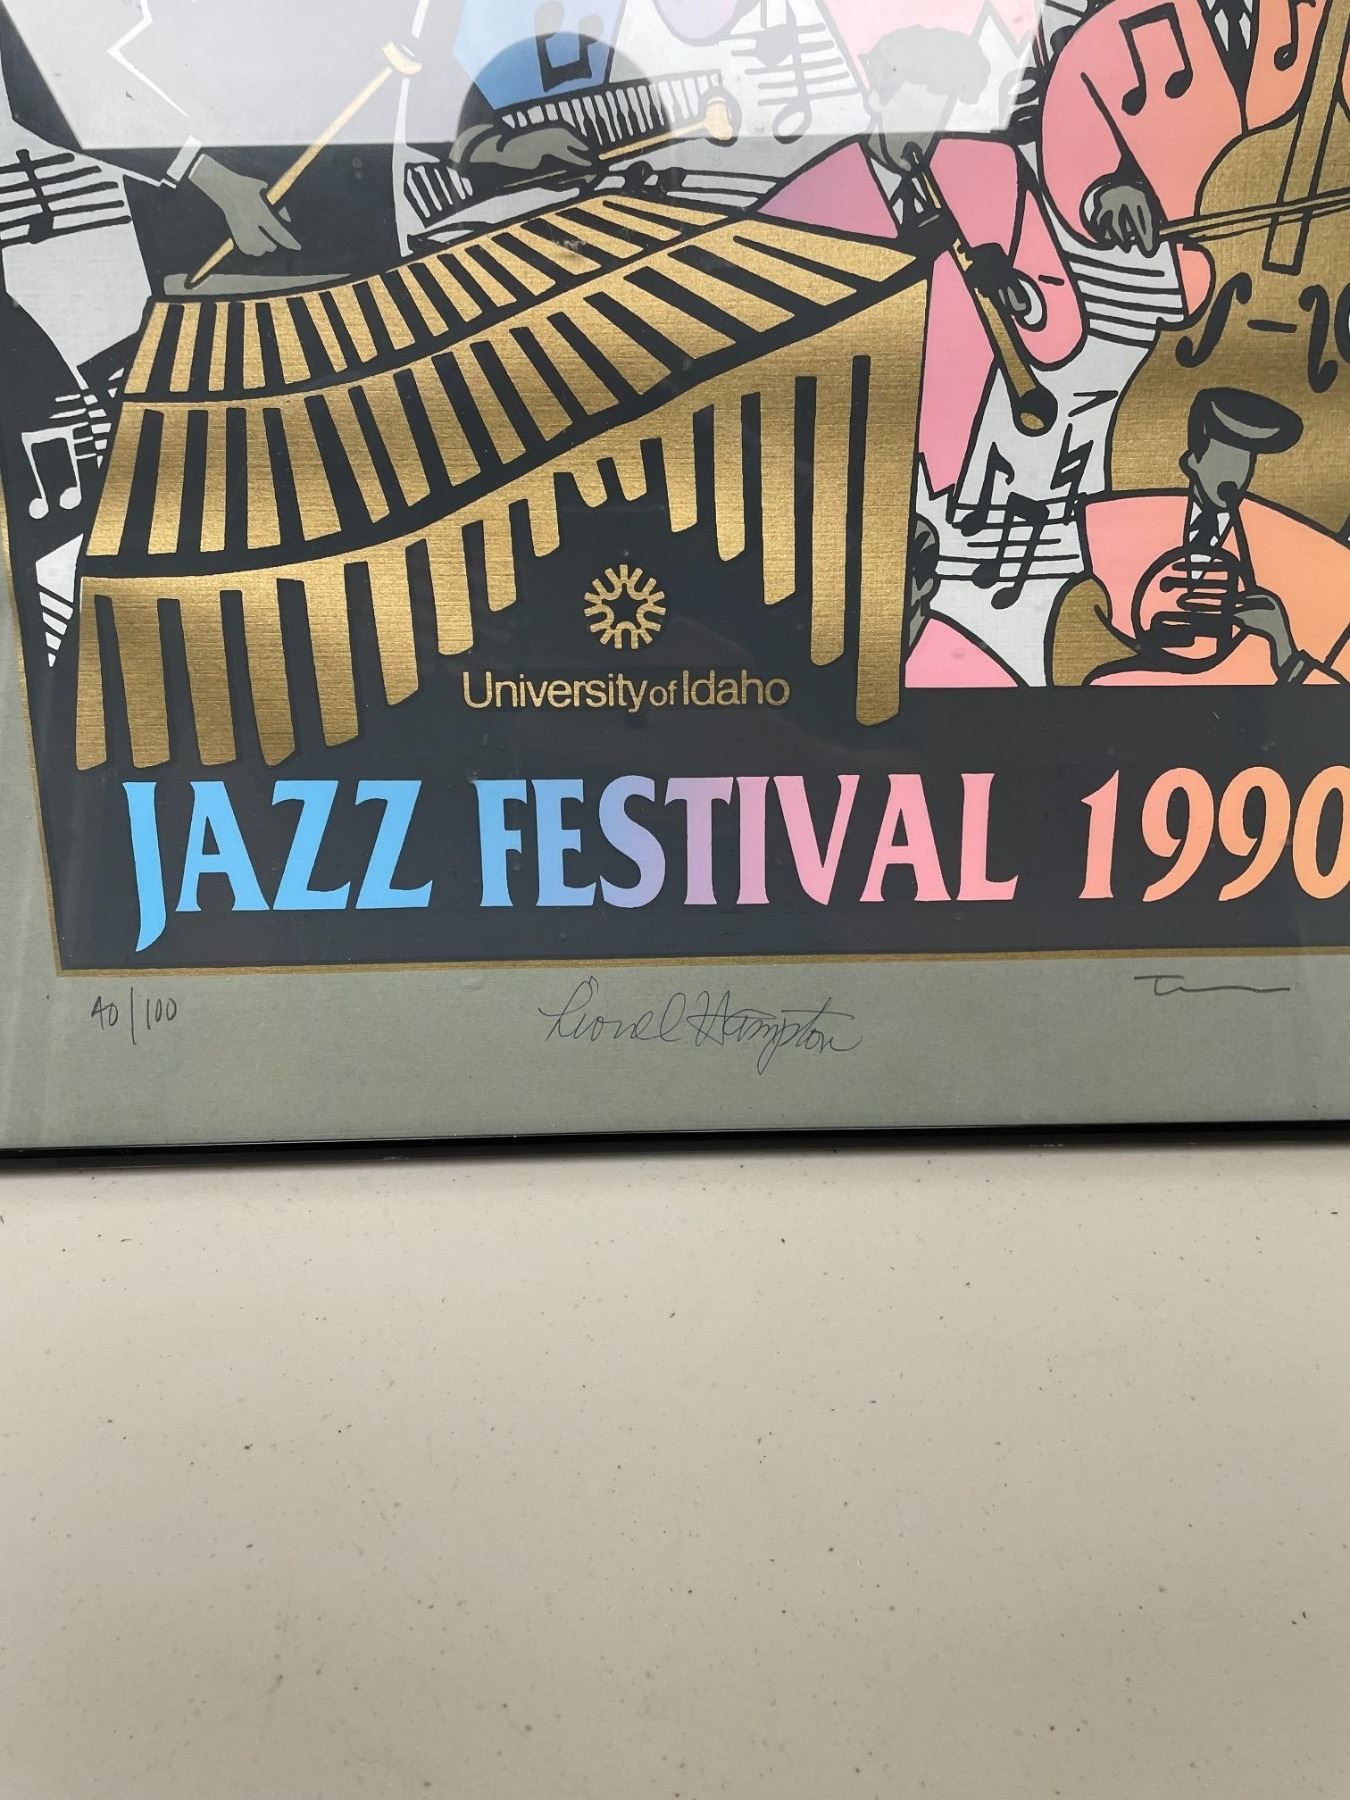 University of Idaho
JAZZ FESTIVAL 1990
40/100 Lionel Hampton